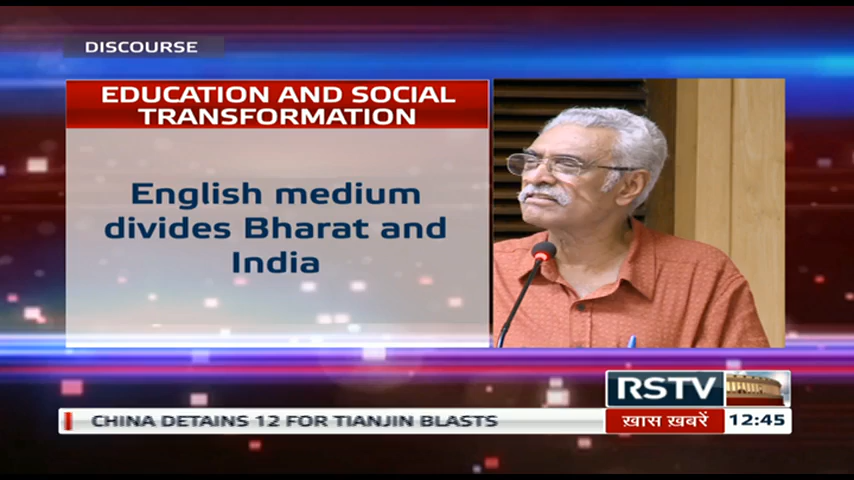 DISCOURSE
EDUCATION AND SOCIAL
TRANSFORMATION
English medium
divides Bharat and
India
RSTV
CHINA DETAINS 12 FOR TIANJIN BLASTS
ख़ास ख़बरें
12:45